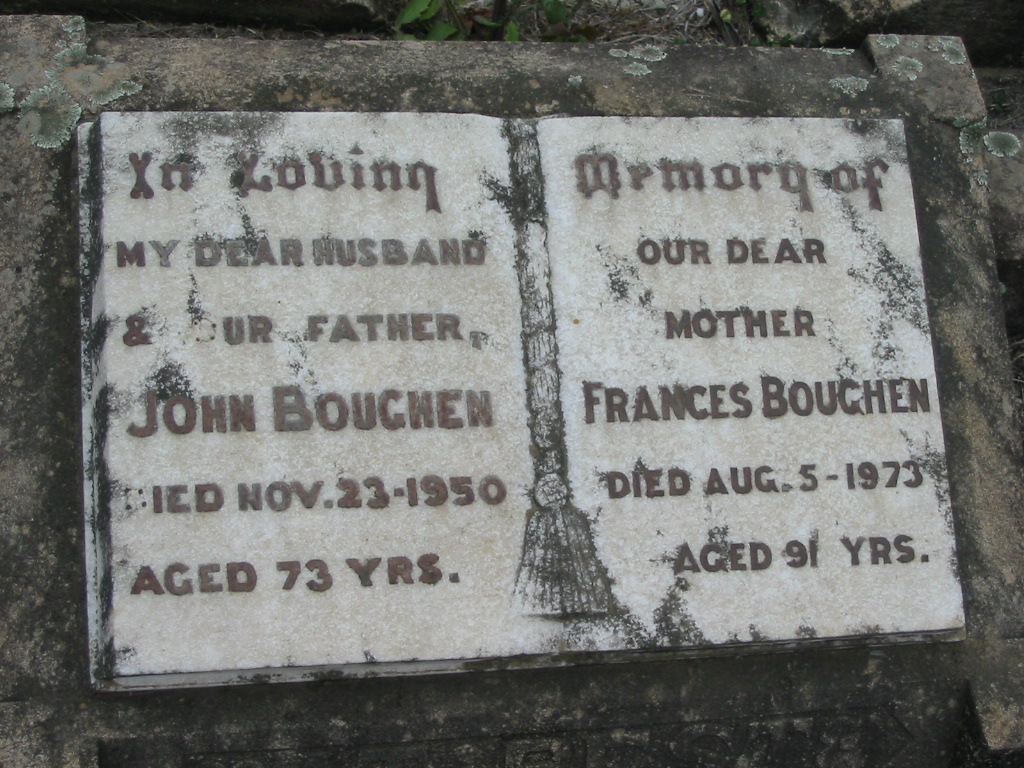 In Loving
MY DEAR HUSBAND
& OUR FATHER,
JOHN BOUGHEN
DIED NOV. 23-1950
AGED 73 YRS.
Memory of
OUR DEAR
MOTHER
FRANCES BOUGHEN
DIED AUG. 5-1973
AGED 91 YRS.